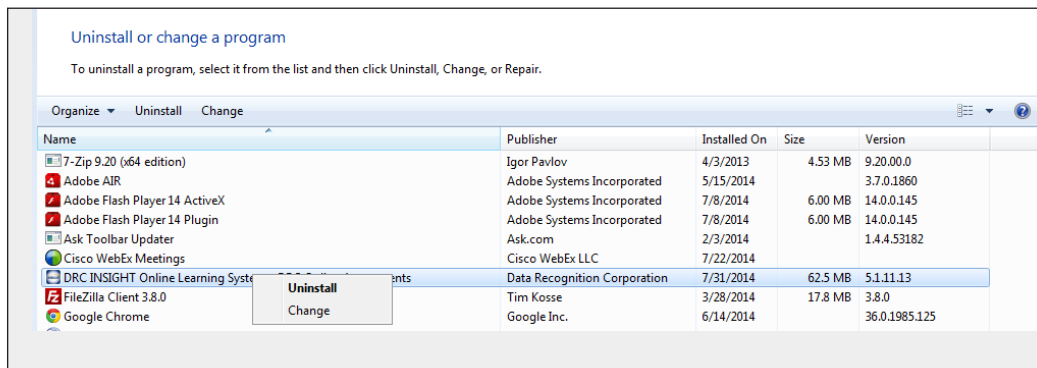 Uninstall or change a program
To uninstall a program, select it from the list and then click Uninstall, Change, or Repair.
Organize Uninstall Change
Name Publisher Installed On Size Version
7-Zip 9.20 (x64 edition) Igor Pavlov 4/3/2013 4.53 MB 9.20.00.0
Adobe AIR Adobe Systems Incorporated 5/15/2014 3.7.0.1860
Adobe Flash Player 14 ActiveX Adobe Systems Incorporated 7/8/2014 6.00 MB 14.0.0.145
Adobe Flash Player 14 Plugin Adobe Systems Incorporated 7/8/2014 6.00 MB 14.0.0.145
Ask Toolbar Updater Ask.com 2/3/2014 1.4.4.53182
Cisco WebEx Meetings Cisco WebEx LLC 7/22/2014
DRC INSIGHT Online Learning Syste ents Data Recognition Corporation 7/31/2014 62.5 MB 5.1.11.13
Uninstall
FileZilla Client 3.8.0 Tim Kosse 3/28/2014 17.8 MB 3.8.0
Change
Google Chrome Google Inc. 6/14/2014 36.0.1985.125